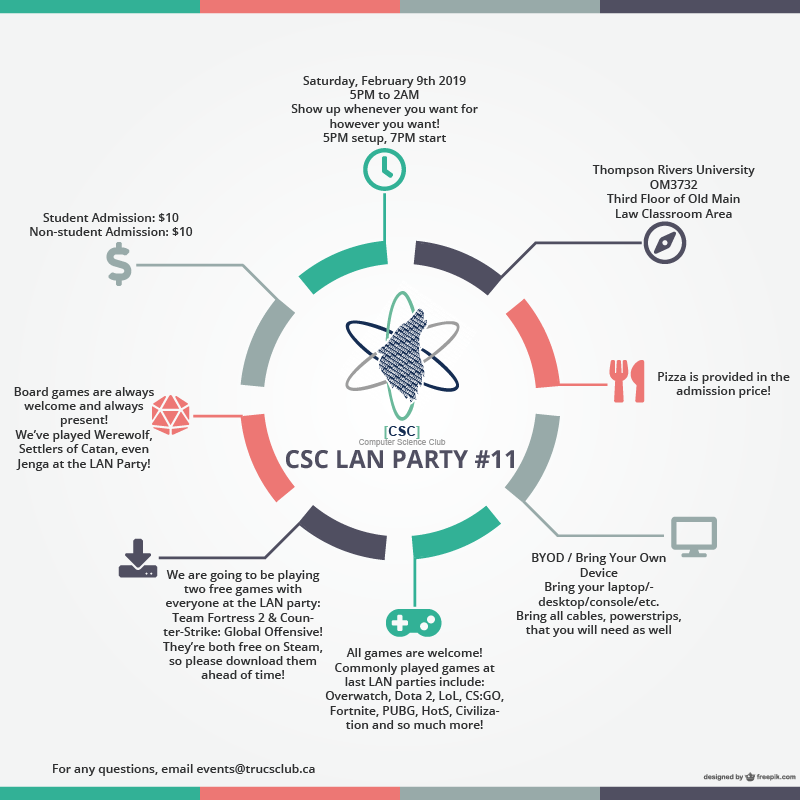 Saturday, February 9th 2019
5PM to 2AM
Show up whenever you want for
however you want!
5PM setup, 7PM start
Thompson Rivers University
OM3732
Third Floor of Old Main
Law Classroom Area
Student Admission: $10
Non-student Admission: $10
Pizza is provided in the
admission price!
Board games are always
welcome and always
present!
We've played Werewolf,
Settlers of Catan, even
Jenga at the LAN Party!
[CSC]
Computer Science Club
CSC LAN PARTY #11
BYOD / Bring Your Own
Device
Bring your laptop/-
desktop/console/etc.
Bring all cables, powerstrips,
that you will need as well
We are going to be playing
two free games with
everyone at the LAN party:
Team Fortress 2 & Coun-
ter-Strike: Global Offensive!
They're both free on Steam,
so please download them
ahead of time!
All games are welcome!
Commonly played games at
last LAN parties include:
Overwatch, Dota 2, LoL, CS:GO,
Fortnite, PUBG, HotS, Civiliza-
tion and so much more!
For any questions, email events@trucsclub.ca
designed by freepik.com